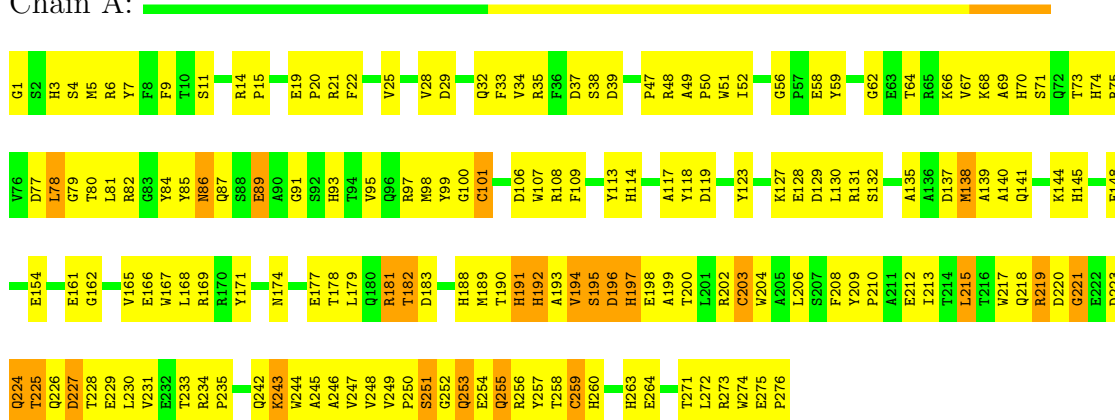 Chain A:
G1 S2 H3 S4 M5 R6 Y7 F8 F9 T10 S11 R14 P15 E19 P20 R21 F22 V25 V28 D29 Q32 F33 V34 R35 F36 D37 S38 D39 P47 R48 A49 P50 W51 I52 G56 P57 E58 Y59 G62 E63 T64 R65 K66 V67 K68 A69 H70 S71 Q72 T73 H74
V76 D77 L78 G79 T80 L81 R82 G83 Y84 Y85 N86 Q87 S88 E89 A90 G91 S92 H93 T94 V95 Q96 R97 M98 Y99 G100 C101 D106 W107 R108 F109 Y113 H114 A117 Y118 D119 Y123 K127 E128 D129 L130 R131 S132 A135 A136 D137 M138 A139 A140 Q141 K144 H145
E154 E161 G162 V165 E166 W167 L168 R169 R170 Y171 N174 E177 T178 L179 Q180 R181 T182 D183 H188 M189 T190 H191 H192 A193 V194 S195 D196 H197 E198 A199 T200 L201 R202 C203 W204 A205 L206 S207 F208 Y209 P210 A211 E212 I213 T214 L215 T216 W217 Q218 R219 D220 G221 E222
Q224 T225 Q226 D227 T228 E229 L230 V231 E232 T233 R234 P235 Q242 K243 W244 A245 A246 V247 V248 V249 P250 S251 G252 Q253 E254 Q255 R256 Y257 T258 C259 H260 H263 E264 T271 L272 R273 W274 E275 P276